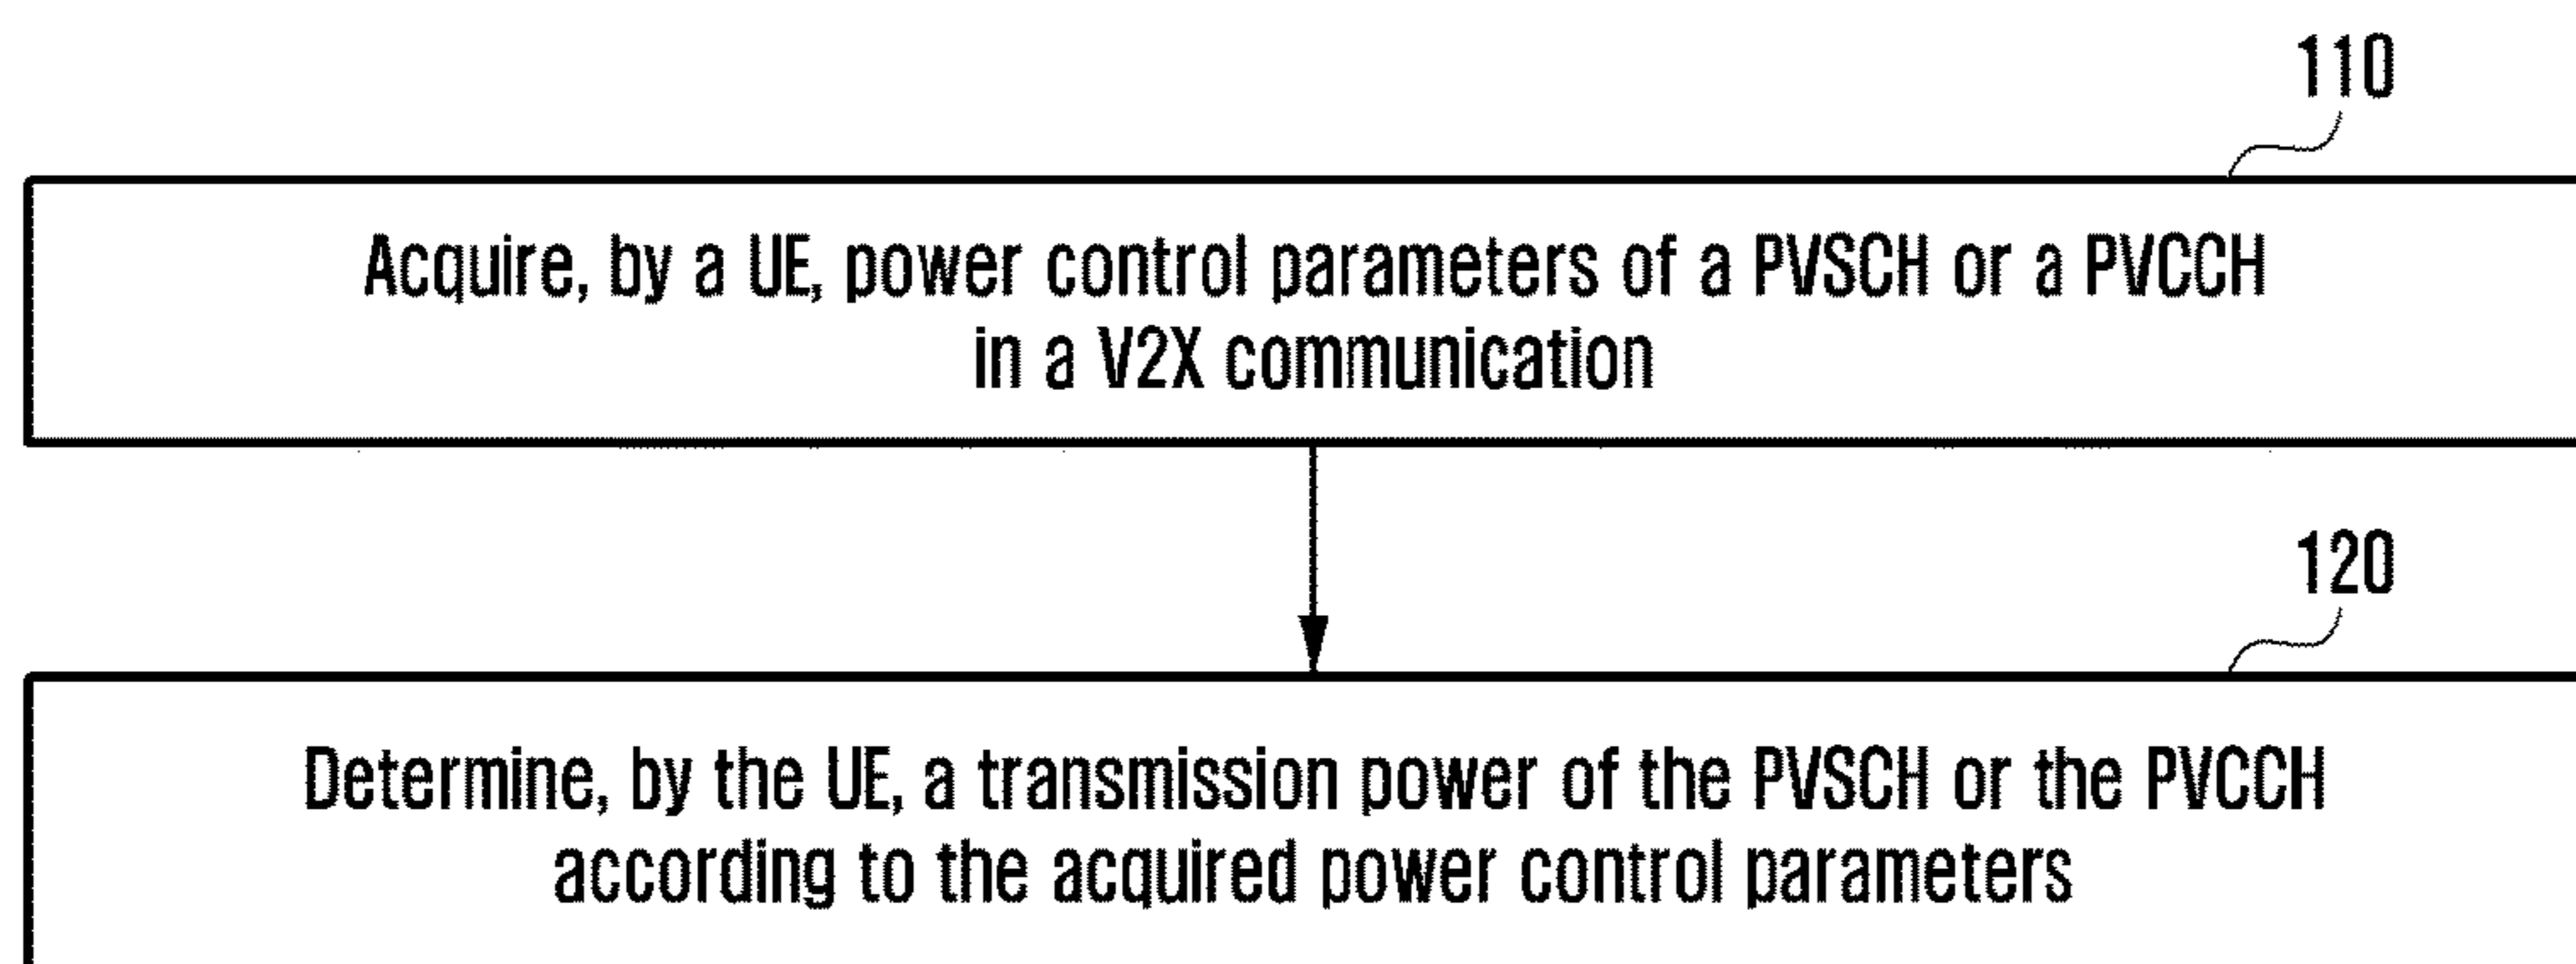 110
Acquire, by a UE, power control parameters of a PVSCH or a PVCCH
in a V2X communication
120
Determine, by the UE, a transmission power of the PVSCH or the PVCCH
according to the acquired power control parameters